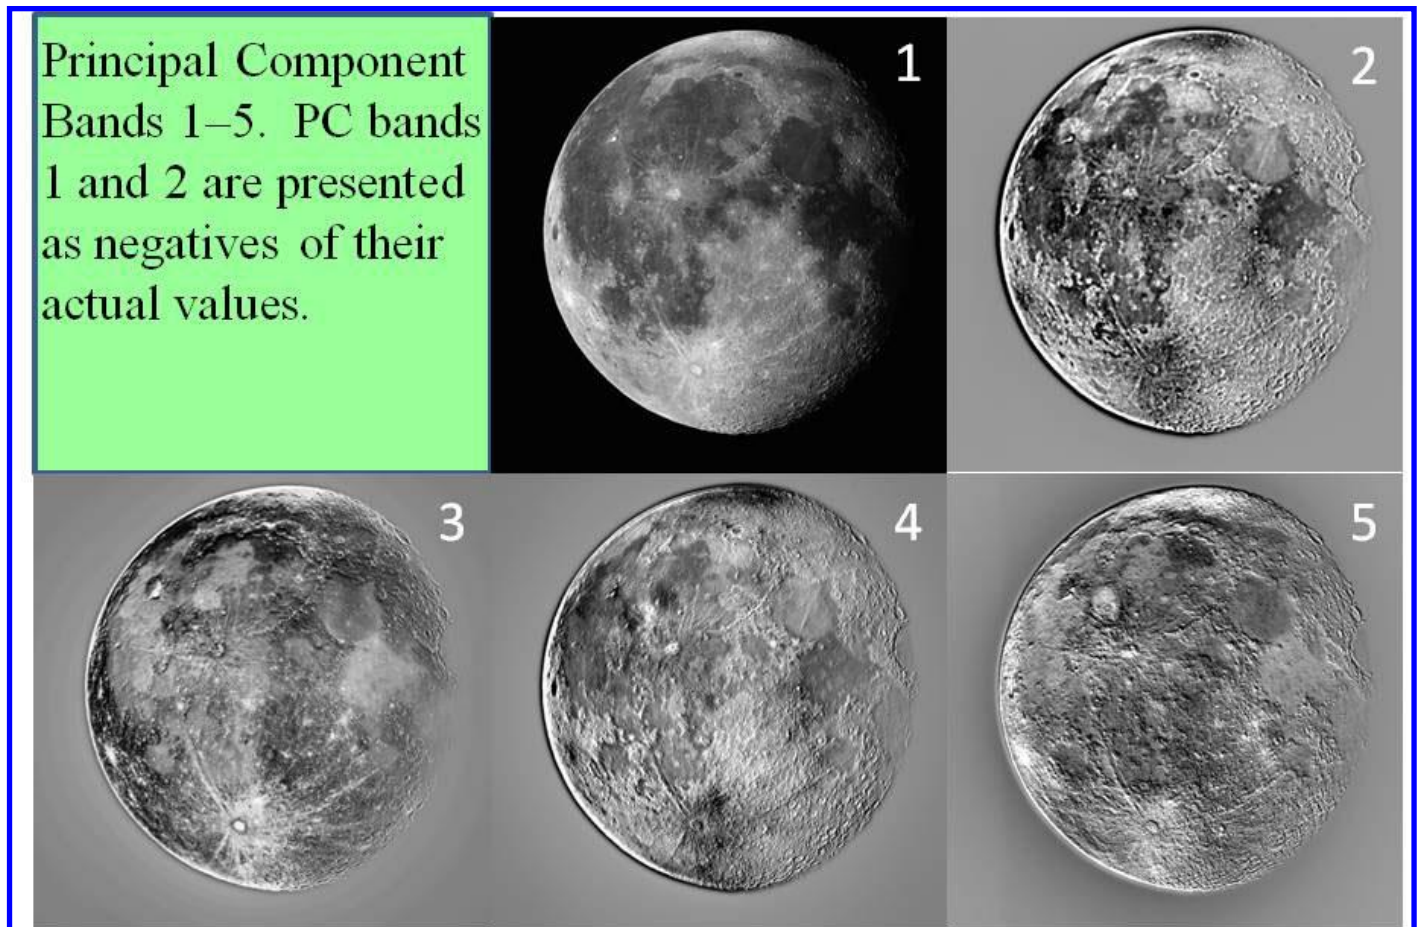 Principal Component
Bands 1–5. PC bands
1 and 2 are presented
as negatives of their
actual values.
1
2
3
4
5